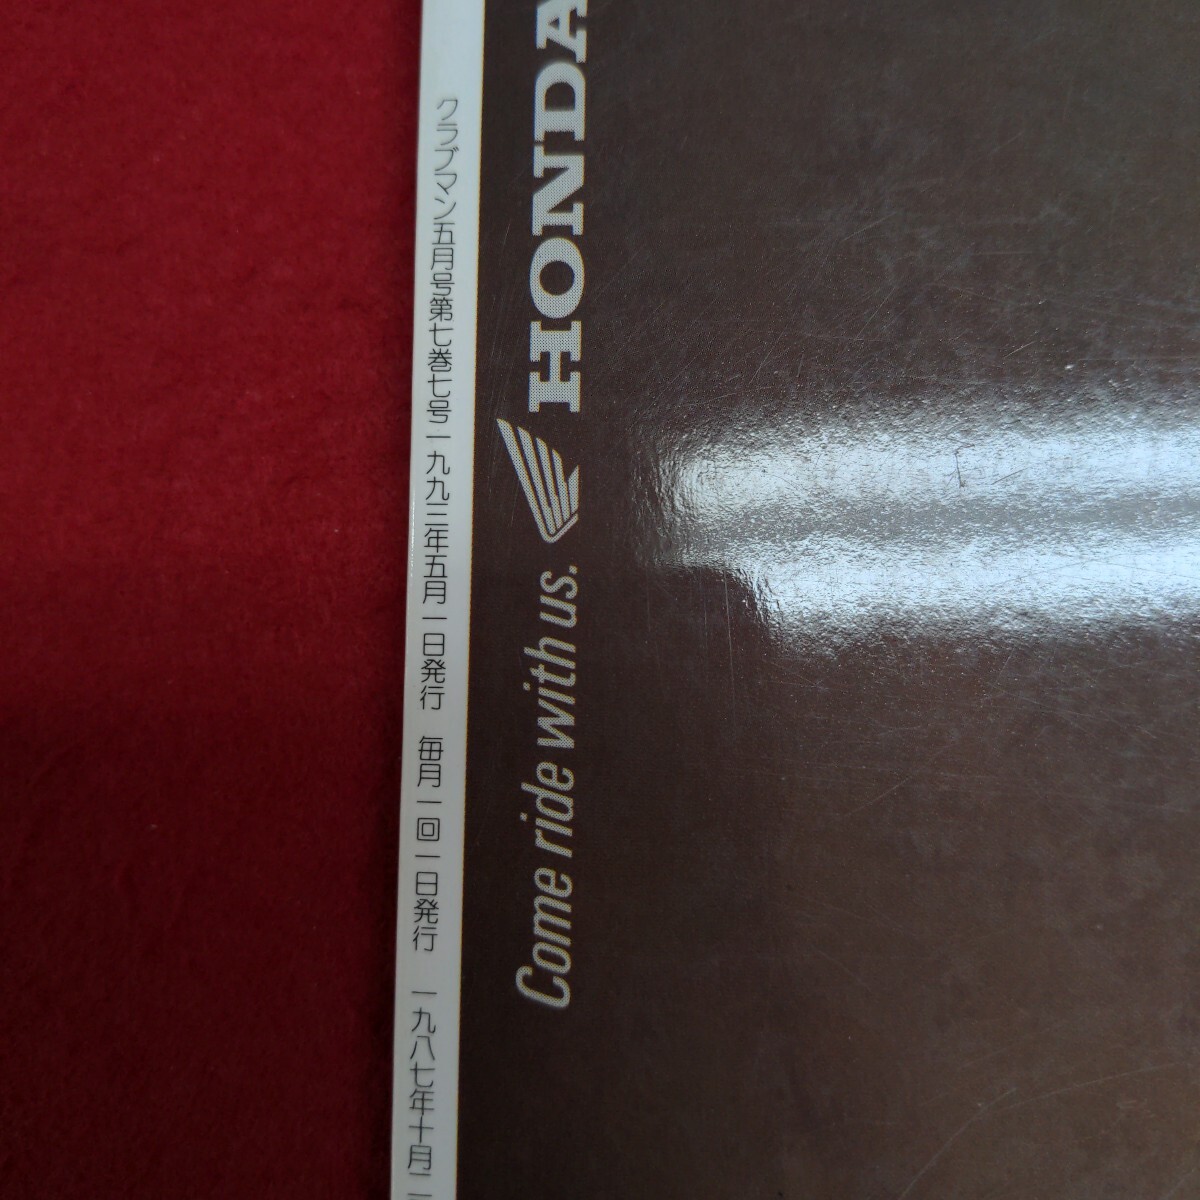 クラブマン五月号第七巻七号一九九三年五月一日発行　毎月一回一日発行　一九八七年十月二
HONDA
Come ride with us.